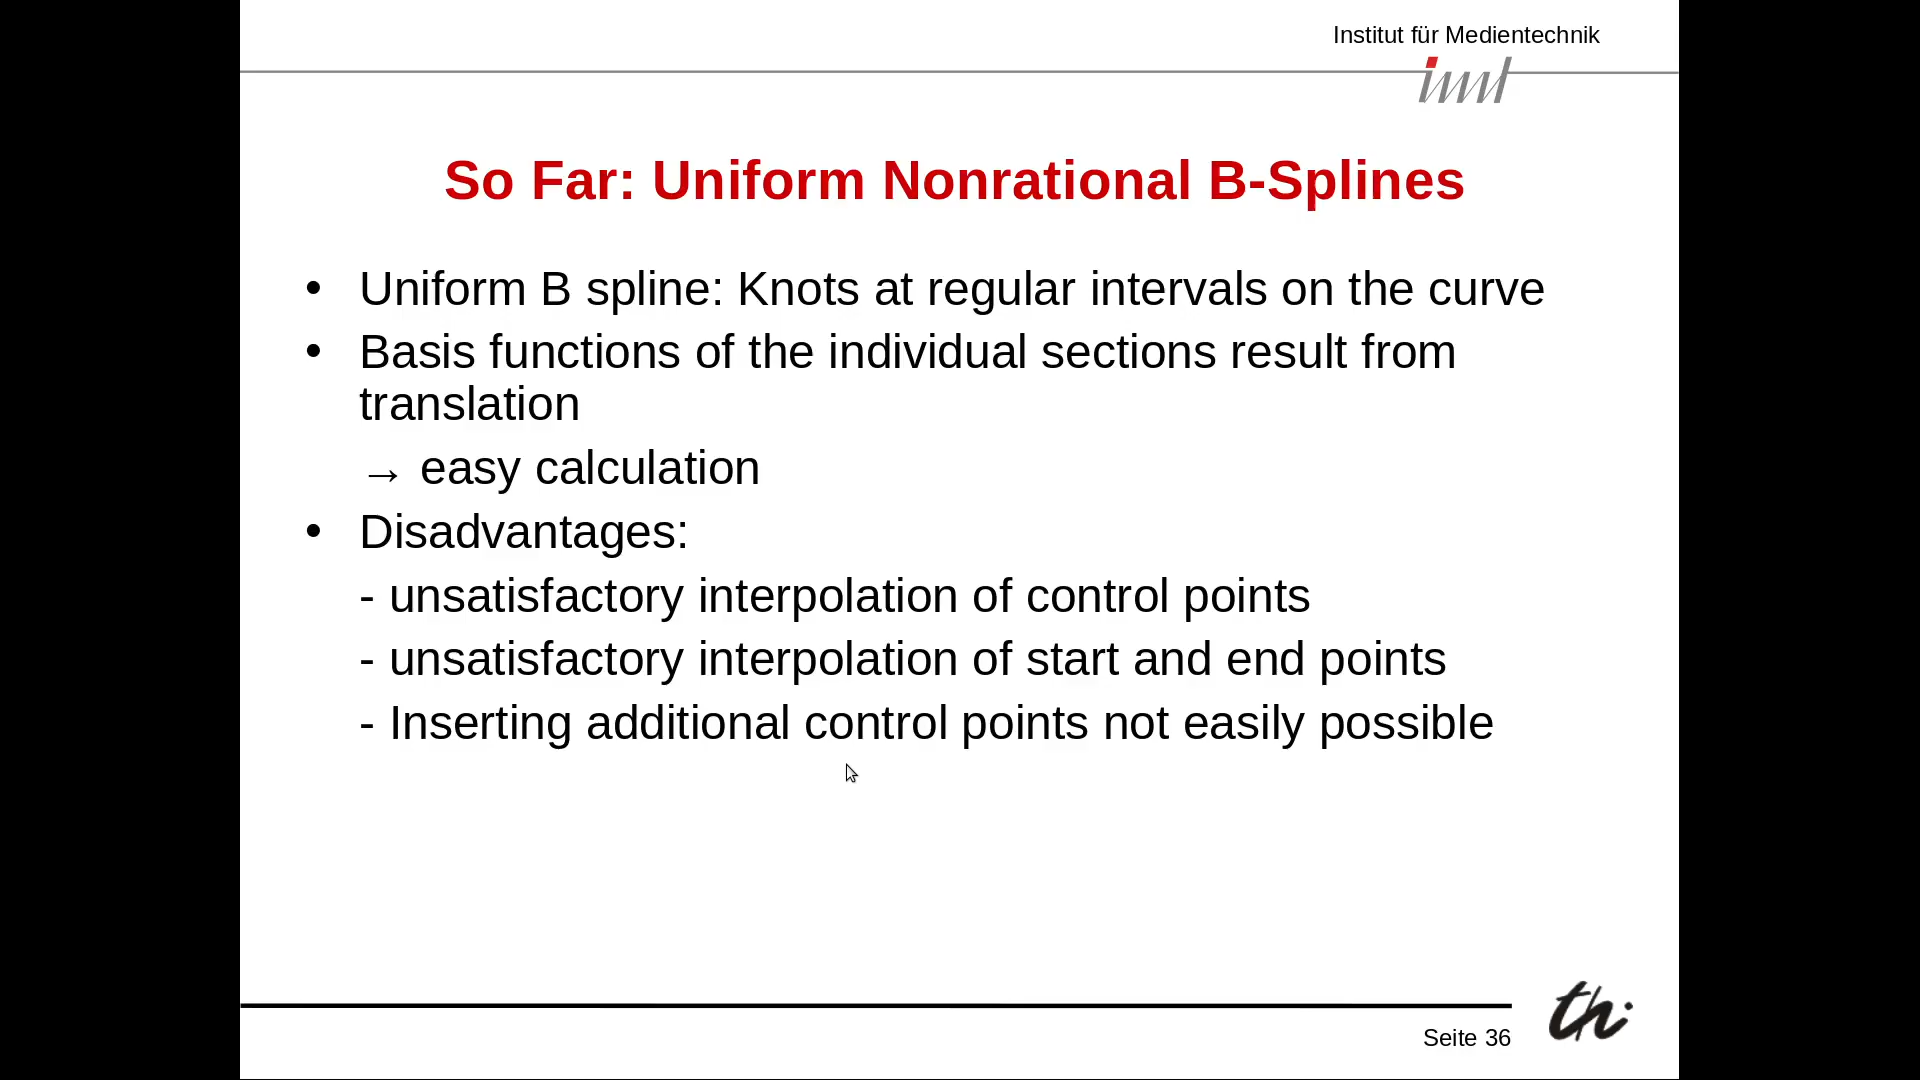 Institut für Medientechnik
So Far: Uniform Nonrational B-Splines
• Uniform B spline: Knots at regular intervals on the curve
• Basis functions of the individual sections result from
translation
→ easy calculation
• Disadvantages:
- unsatisfactory interpolation of control points
- unsatisfactory interpolation of start and end points
- Inserting additional control points not easily possible
th.
Seite 36